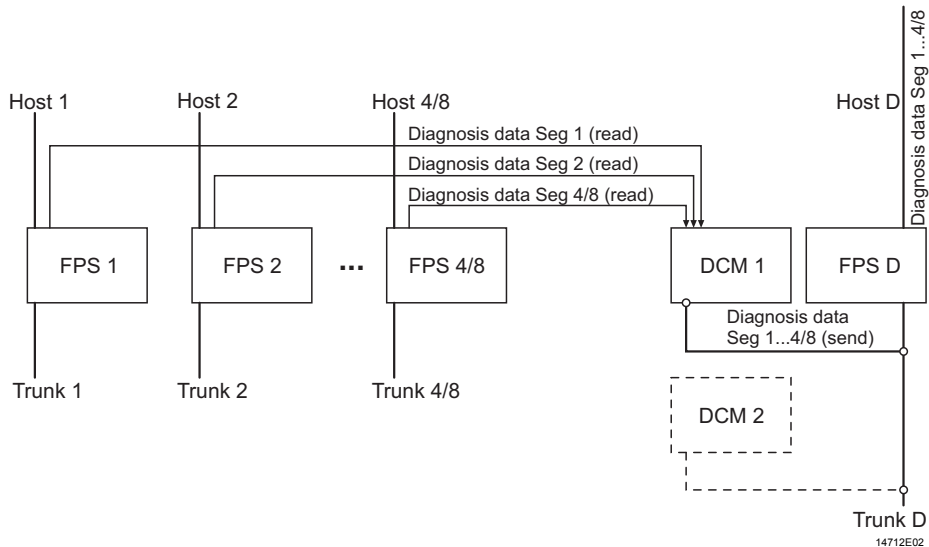 Diagnosis data Seg 1...4/8
Host 1
Host 2
Host 4/8
Host D
Diagnosis data Seg 1 (read)
Diagnosis data Seg 2 (read)
Diagnosis data Seg 4/8 (read)
FPS 1
FPS 2
...
FPS 4/8
DCM 1
FPS D
Diagnosis data
Seg 1...4/8 (send)
Trunk 1
Trunk 2
Trunk 4/8
DCM 2
Trunk D
14712E02